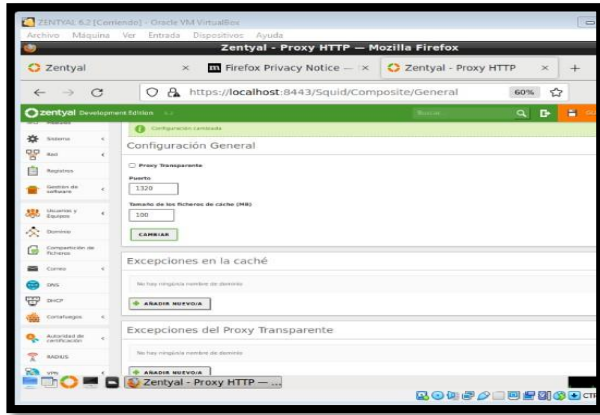 ZENTYAL 6.2 [Corriendo] - Oracle VM VirtualBox
Archivo Máquina Ver Entrada Dispositivos Ayuda
Zentyal - Proxy HTTP — Mozilla Firefox
Zentyal
Firefox Privacy Notice —
Zentyal - Proxy HTTP
https://localhost:8443/Squid/Composite/General
60%
zentyal Development Edition 6.2
Buscar
Configuración cambiada
Sistema
Red
Registros
Gestión de software
Usuarios y Equipos
Dominio
Compartición de ficheros
Correo
DNS
DHCP
Cortafuegos
Autoridad de certificación
RADIUS
VPN
Configuración General
Proxy Transparente
Puerto
1320
Tamaño de los ficheros de cache (MB)
100
CAMBIAR
Excepciones en la caché
No hay ningún/a nombre de dominio
AÑADIR NUEVO/A
Excepciones del Proxy Transparente
No hay ningún/a nombre de dominio
AÑADIR NUEVO/A
Zentyal - Proxy HTTP — ...